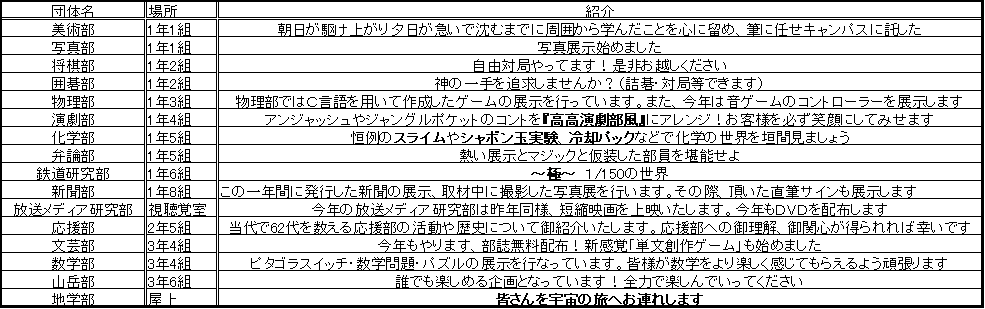 団体名 場所 紹介
美術部 1年1組 朝日が駆け上がり夕日が急いで沈むまでに周囲から学んだことを心に留め、筆に任せキャンバスに託した
写真部 1年1組 写真展示始めました
将棋部 1年2組 自由対局やってます！是非お越しください
囲碁部 1年2組 神の一手を追求しませんか？(詰碁・対局等できます)
物理部 1年3組 物理部ではC言語を用いて作成したゲームの展示を行っています。また、今年は音ゲームのコントローラーを展示します
演劇部 1年4組 アンジャッシュやジャングルポケットのコントを『高高演劇部風』にアレンジ！お客様を必ず笑顔にしてみせます
化学部 1年5組 恒例のスライムやシャボン玉実験、冷却パックなどで化学の世界を垣間見ましょう
弁論部 1年5組 熱い展示とマジックと仮装した部員を堪能せよ
鉄道研究部 1年6組 ～極～ 1/150の世界
新聞部 1年8組 この一年間に発行した新聞の展示、取材中に撮影した写真展を行います。その際、頂いた直筆サインも展示します
放送メディア研究部 視聴覚室 今年の放送メディア研究部は昨年同様、短縮映画を上映いたします。今年もDVDを配布します
応援部 2年5組 当代で62代を数える応援部の活動や歴史について御紹介いたします。応援部への御理解、御関心が得られれば幸いです
文芸部 3年4組 今年もやります、部誌無料配布！新感覚「単文創作ゲーム」も始めました
数学部 3年4組 ピタゴラスイッチ・数学問題・パズルの展示を行なっています。皆様が数学をより楽しく感じてもらえるよう頑張ります
山岳部 3年6組 誰でも楽しめる企画となっています！全力で楽しんでいってください
地学部 屋上 皆さんを宇宙の旅へお連れします